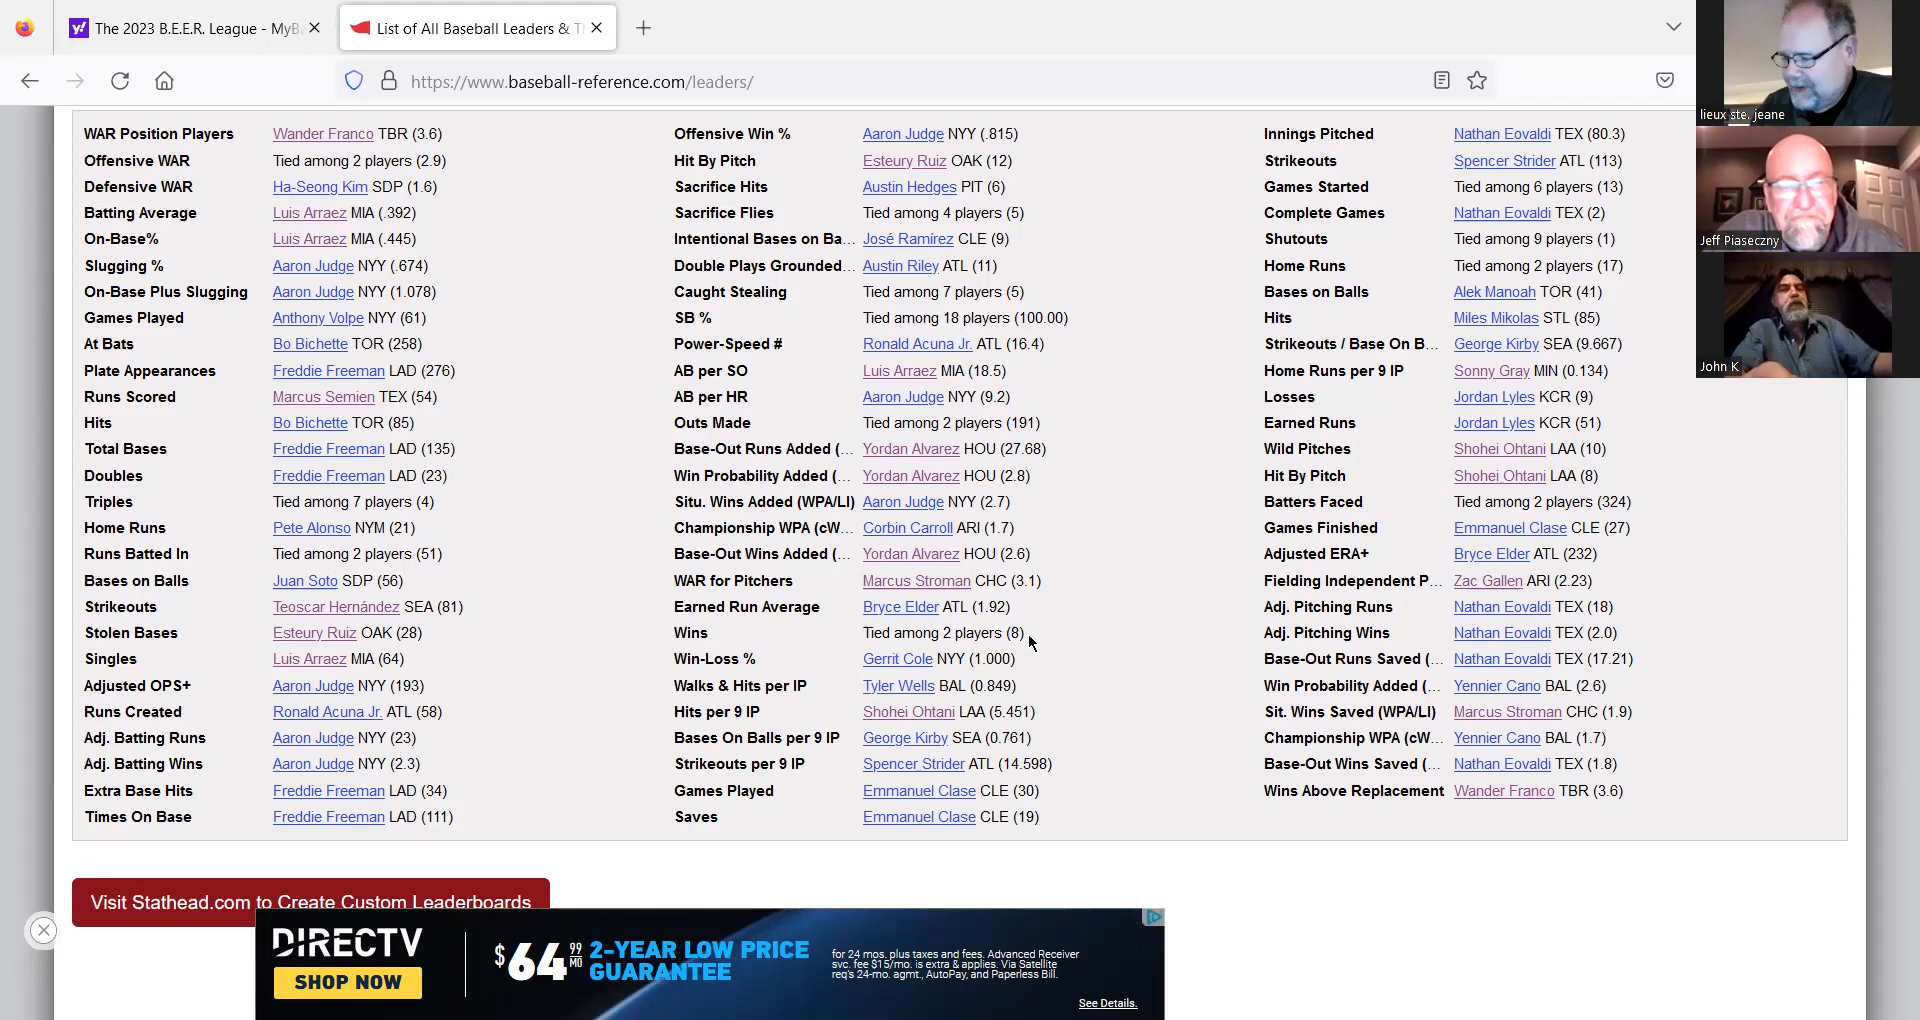 The 2023 B.E.E.R. League - MyBa
List of All Baseball Leaders & Th
https://www.baseball-reference.com/leaders/
lieux ste. jeane
Jeff Piaseczny
John K
WAR Position Players Wander Franco TBR (3.6)
Offensive WAR Tied among 2 players (2.9)
Defensive WAR Ha-Seong Kim SDP (1.6)
Batting Average Luis Arraez MIA (.392)
On-Base% Luis Arraez MIA (.445)
Slugging % Aaron Judge NYY (.674)
On-Base Plus Slugging Aaron Judge NYY (1.078)
Games Played Anthony Volpe NYY (61)
At Bats Bo Bichette TOR (258)
Plate Appearances Freddie Freeman LAD (276)
Runs Scored Marcus Semien TEX (54)
Hits Bo Bichette TOR (85)
Total Bases Freddie Freeman LAD (135)
Doubles Freddie Freeman LAD (23)
Triples Tied among 7 players (4)
Home Runs Pete Alonso NYM (21)
Runs Batted In Tied among 2 players (51)
Bases on Balls Juan Soto SDP (56)
Strikeouts Teoscar Hernández SEA (81)
Stolen Bases Esteury Ruiz OAK (28)
Singles Luis Arraez MIA (64)
Adjusted OPS+ Aaron Judge NYY (193)
Runs Created Ronald Acuna Jr. ATL (58)
Adj. Batting Runs Aaron Judge NYY (23)
Adj. Batting Wins Aaron Judge NYY (2.3)
Extra Base Hits Freddie Freeman LAD (34)
Times On Base Freddie Freeman LAD (111)
Offensive Win % Aaron Judge NYY (.815)
Hit By Pitch Esteury Ruiz OAK (12)
Sacrifice Hits Austin Hedges PIT (6)
Sacrifice Flies Tied among 4 players (5)
Intentional Bases on Ba... José Ramírez CLE (9)
Double Plays Grounded... Austin Riley ATL (11)
Caught Stealing Tied among 7 players (5)
SB % Tied among 18 players (100.00)
Power-Speed # Ronald Acuna Jr. ATL (16.4)
AB per SO Luis Arraez MIA (18.5)
AB per HR Aaron Judge NYY (9.2)
Outs Made Tied among 2 players (191)
Base-Out Runs Added (... Yordan Alvarez HOU (27.68)
Win Probability Added (... Yordan Alvarez HOU (2.8)
Situ. Wins Added (WPA/LI) Aaron Judge NYY (2.7)
Championship WPA (cW... Corbin Carroll ARI (1.7)
Base-Out Wins Added (... Yordan Alvarez HOU (2.6)
WAR for Pitchers Marcus Stroman CHC (3.1)
Earned Run Average Bryce Elder ATL (1.92)
Wins Tied among 2 players (8)
Win-Loss % Gerrit Cole NYY (1.000)
Walks & Hits per IP Tyler Wells BAL (0.849)
Hits per 9 IP Shohei Ohtani LAA (5.451)
Bases On Balls per 9 IP George Kirby SEA (0.761)
Strikeouts per 9 IP Spencer Strider ATL (14.598)
Games Played Emmanuel Clase CLE (30)
Saves Emmanuel Clase CLE (19)
Innings Pitched Nathan Eovaldi TEX (80.3)
Strikeouts Spencer Strider ATL (113)
Games Started Tied among 6 players (13)
Complete Games Nathan Eovaldi TEX (2)
Shutouts Tied among 9 players (1)
Home Runs Tied among 2 players (17)
Bases on Balls Alek Manoah TOR (41)
Hits Miles Mikolas STL (85)
Strikeouts / Base On B... George Kirby SEA (9.667)
Home Runs per 9 IP Sonny Gray MIN (0.134)
Losses Jordan Lyles KCR (9)
Earned Runs Jordan Lyles KCR (51)
Wild Pitches Shohei Ohtani LAA (10)
Hit By Pitch Shohei Ohtani LAA (8)
Batters Faced Tied among 2 players (324)
Games Finished Emmanuel Clase CLE (27)
Adjusted ERA+ Bryce Elder ATL (232)
Fielding Independent P... Zac Gallen ARI (2.23)
Adj. Pitching Runs Nathan Eovaldi TEX (18)
Adj. Pitching Wins Nathan Eovaldi TEX (2.0)
Base-Out Runs Saved (... Nathan Eovaldi TEX (17.21)
Win Probability Added (... Yennier Cano BAL (2.6)
Sit. Wins Saved (WPA/LI) Marcus Stroman CHC (1.9)
Championship WPA (cW... Yennier Cano BAL (1.7)
Base-Out Wins Saved (... Nathan Eovaldi TEX (1.8)
Wins Above Replacement Wander Franco TBR (3.6)
Visit Stathead.com to Create Custom Leaderboards
DIRECTV
SHOP NOW
$64 99 MO
2-YEAR LOW PRICE
GUARANTEE
for 24 mos. plus taxes and fees. Advanced Receiver
svc. fee $15/mo. is extra & applies. Via Satellite
req's 24-mo. agmt., AutoPay, and Paperless Bill.
See Details.